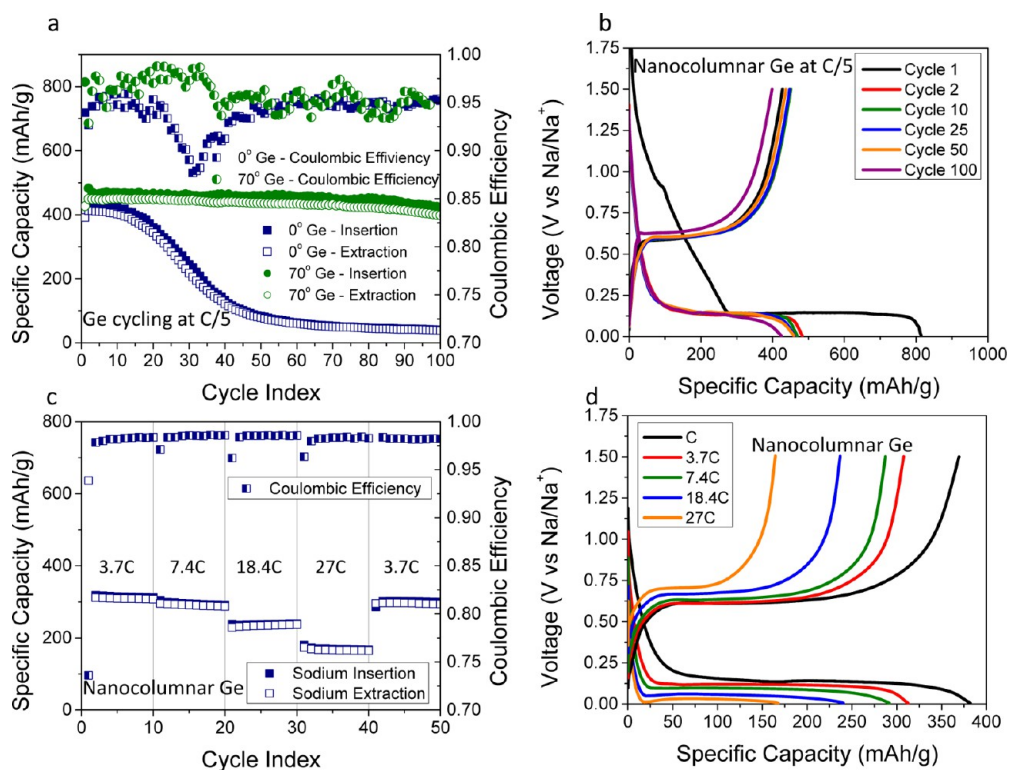 a
Specific Capacity (mAh/g)
800
700
600
500
400
300
200
100
0
0 10 20 30 40 50 60 70 80 90 100
Cycle Index
1.00
0.95
0.90
0.85
0.80
0.75
0.70
Coulombic Efficiency
0° Ge - Coulombic Effiviency
70° Ge - Coulombic Efficiency
0° Ge - Insertion
0° Ge - Extraction
70° Ge - Insertion
70° Ge - Extraction
Ge cycling at C/5
b
Voltage (V vs Na/Na+)
1.75
1.50
1.25
1.00
0.75
0.50
0.25
0.00
0 200 400 600 800 1000
Specific Capacity (mAh/g)
Nanocolumnar Ge at C/5
Cycle 1
Cycle 2
Cycle 10
Cycle 25
Cycle 50
Cycle 100
c
Specific Capacity (mAh/g)
800
600
400
200
0
0 10 20 30 40 50
Cycle Index
1.00
0.95
0.90
0.85
0.80
0.75
0.70
Coulombic Efficiency
Coulombic Efficiency
3.7C 7.4C 18.4C 27C 3.7C
Sodium Insertion
Sodium Extraction
Nanocolumnar Ge
d
Voltage (V vs Na/Na+)
1.75
1.50
1.25
1.00
0.75
0.50
0.25
0.00
0 50 100 150 200 250 300 350 400
Specific Capacity (mAh/g)
Nanocolumnar Ge
C
3.7C
7.4C
18.4C
27C